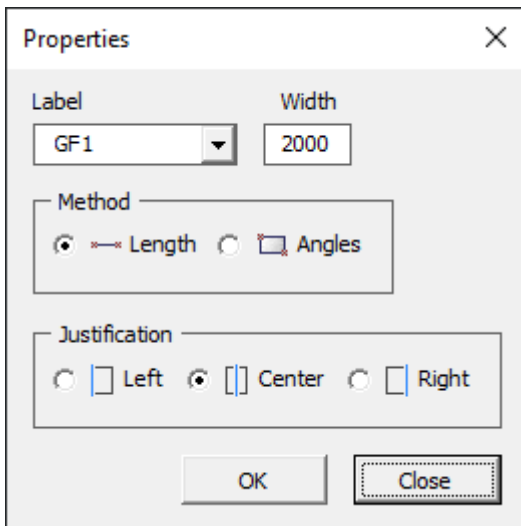 Properties
Label Width
GF1 2000
Method
Length Angles
Justification
Left Center Right
OK Close